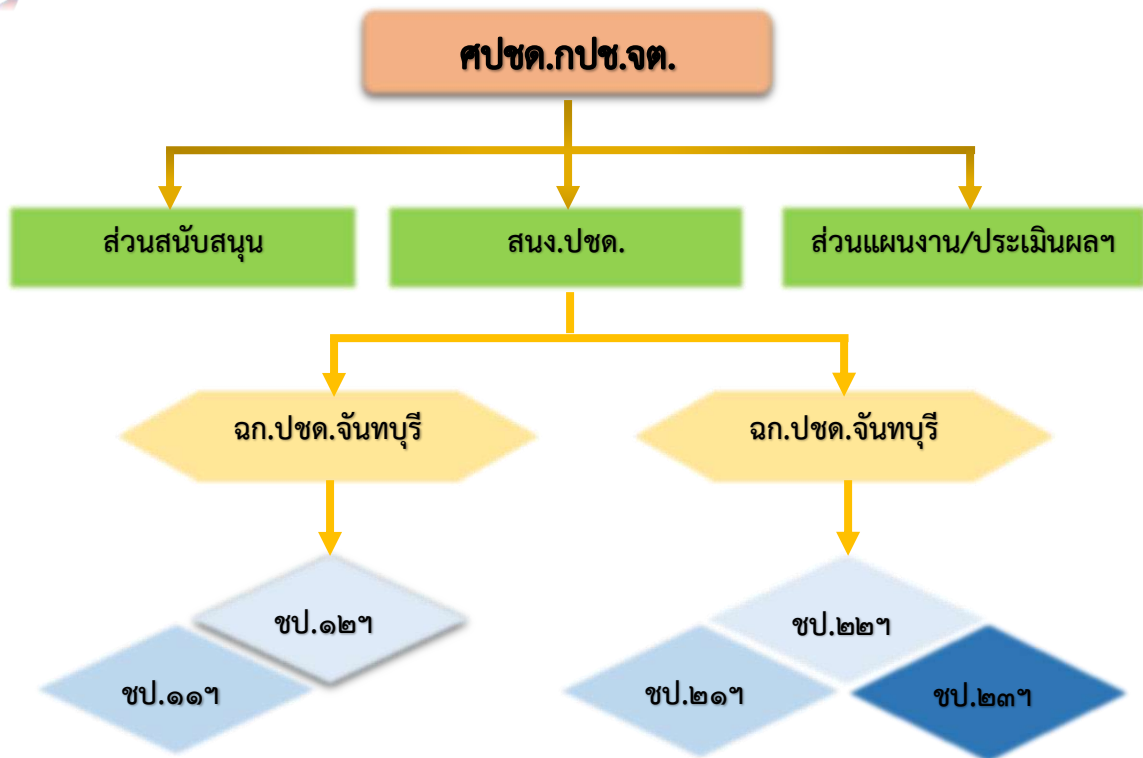 ศปชด.กปช.จต.
ส่วนสนับสนุน
สนง.ปชด.
ส่วนแผนงาน/ประเมินผลฯ
ฉก.ปชด.จันทบุรี
ฉก.ปชด.จันทบุรี
ชป.๑๒ฯ
ชป.๑๑ฯ
ชป.๒๒ฯ
ชป.๒๑ฯ
ชป.๒๓ฯ